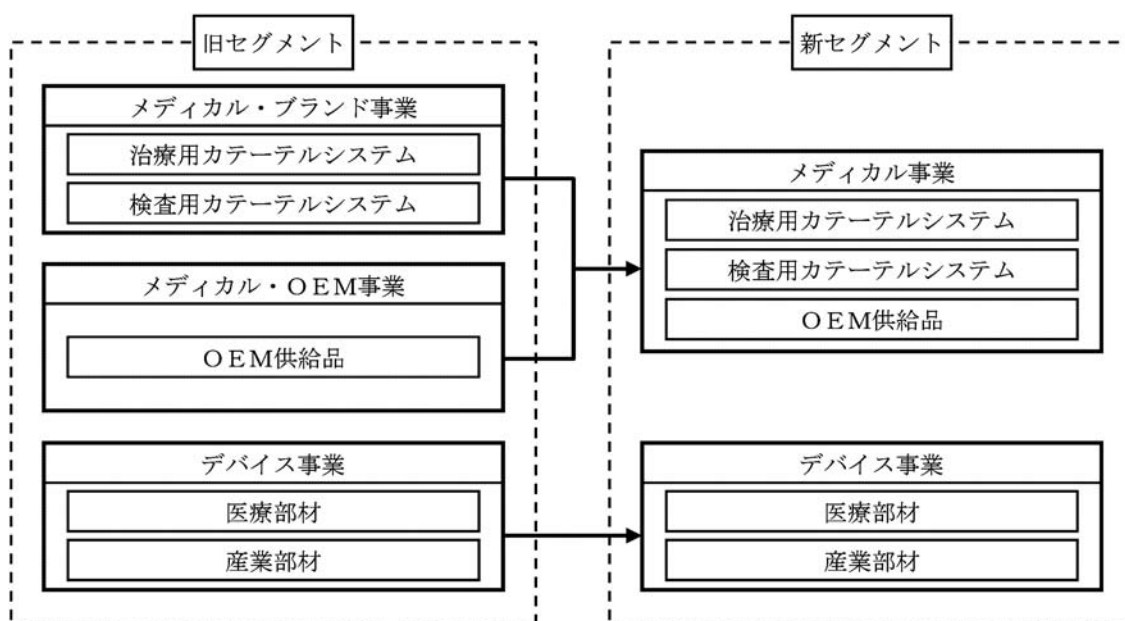 旧セグメント
メディカル・ブランド事業
治療用カテーテルシステム
検査用カテーテルシステム
メディカル・ＯＥＭ事業
ＯＥＭ供給品
デバイス事業
医療部材
産業部材
新セグメント
メディカル事業
治療用カテーテルシステム
検査用カテーテルシステム
ＯＥＭ供給品
デバイス事業
医療部材
産業部材